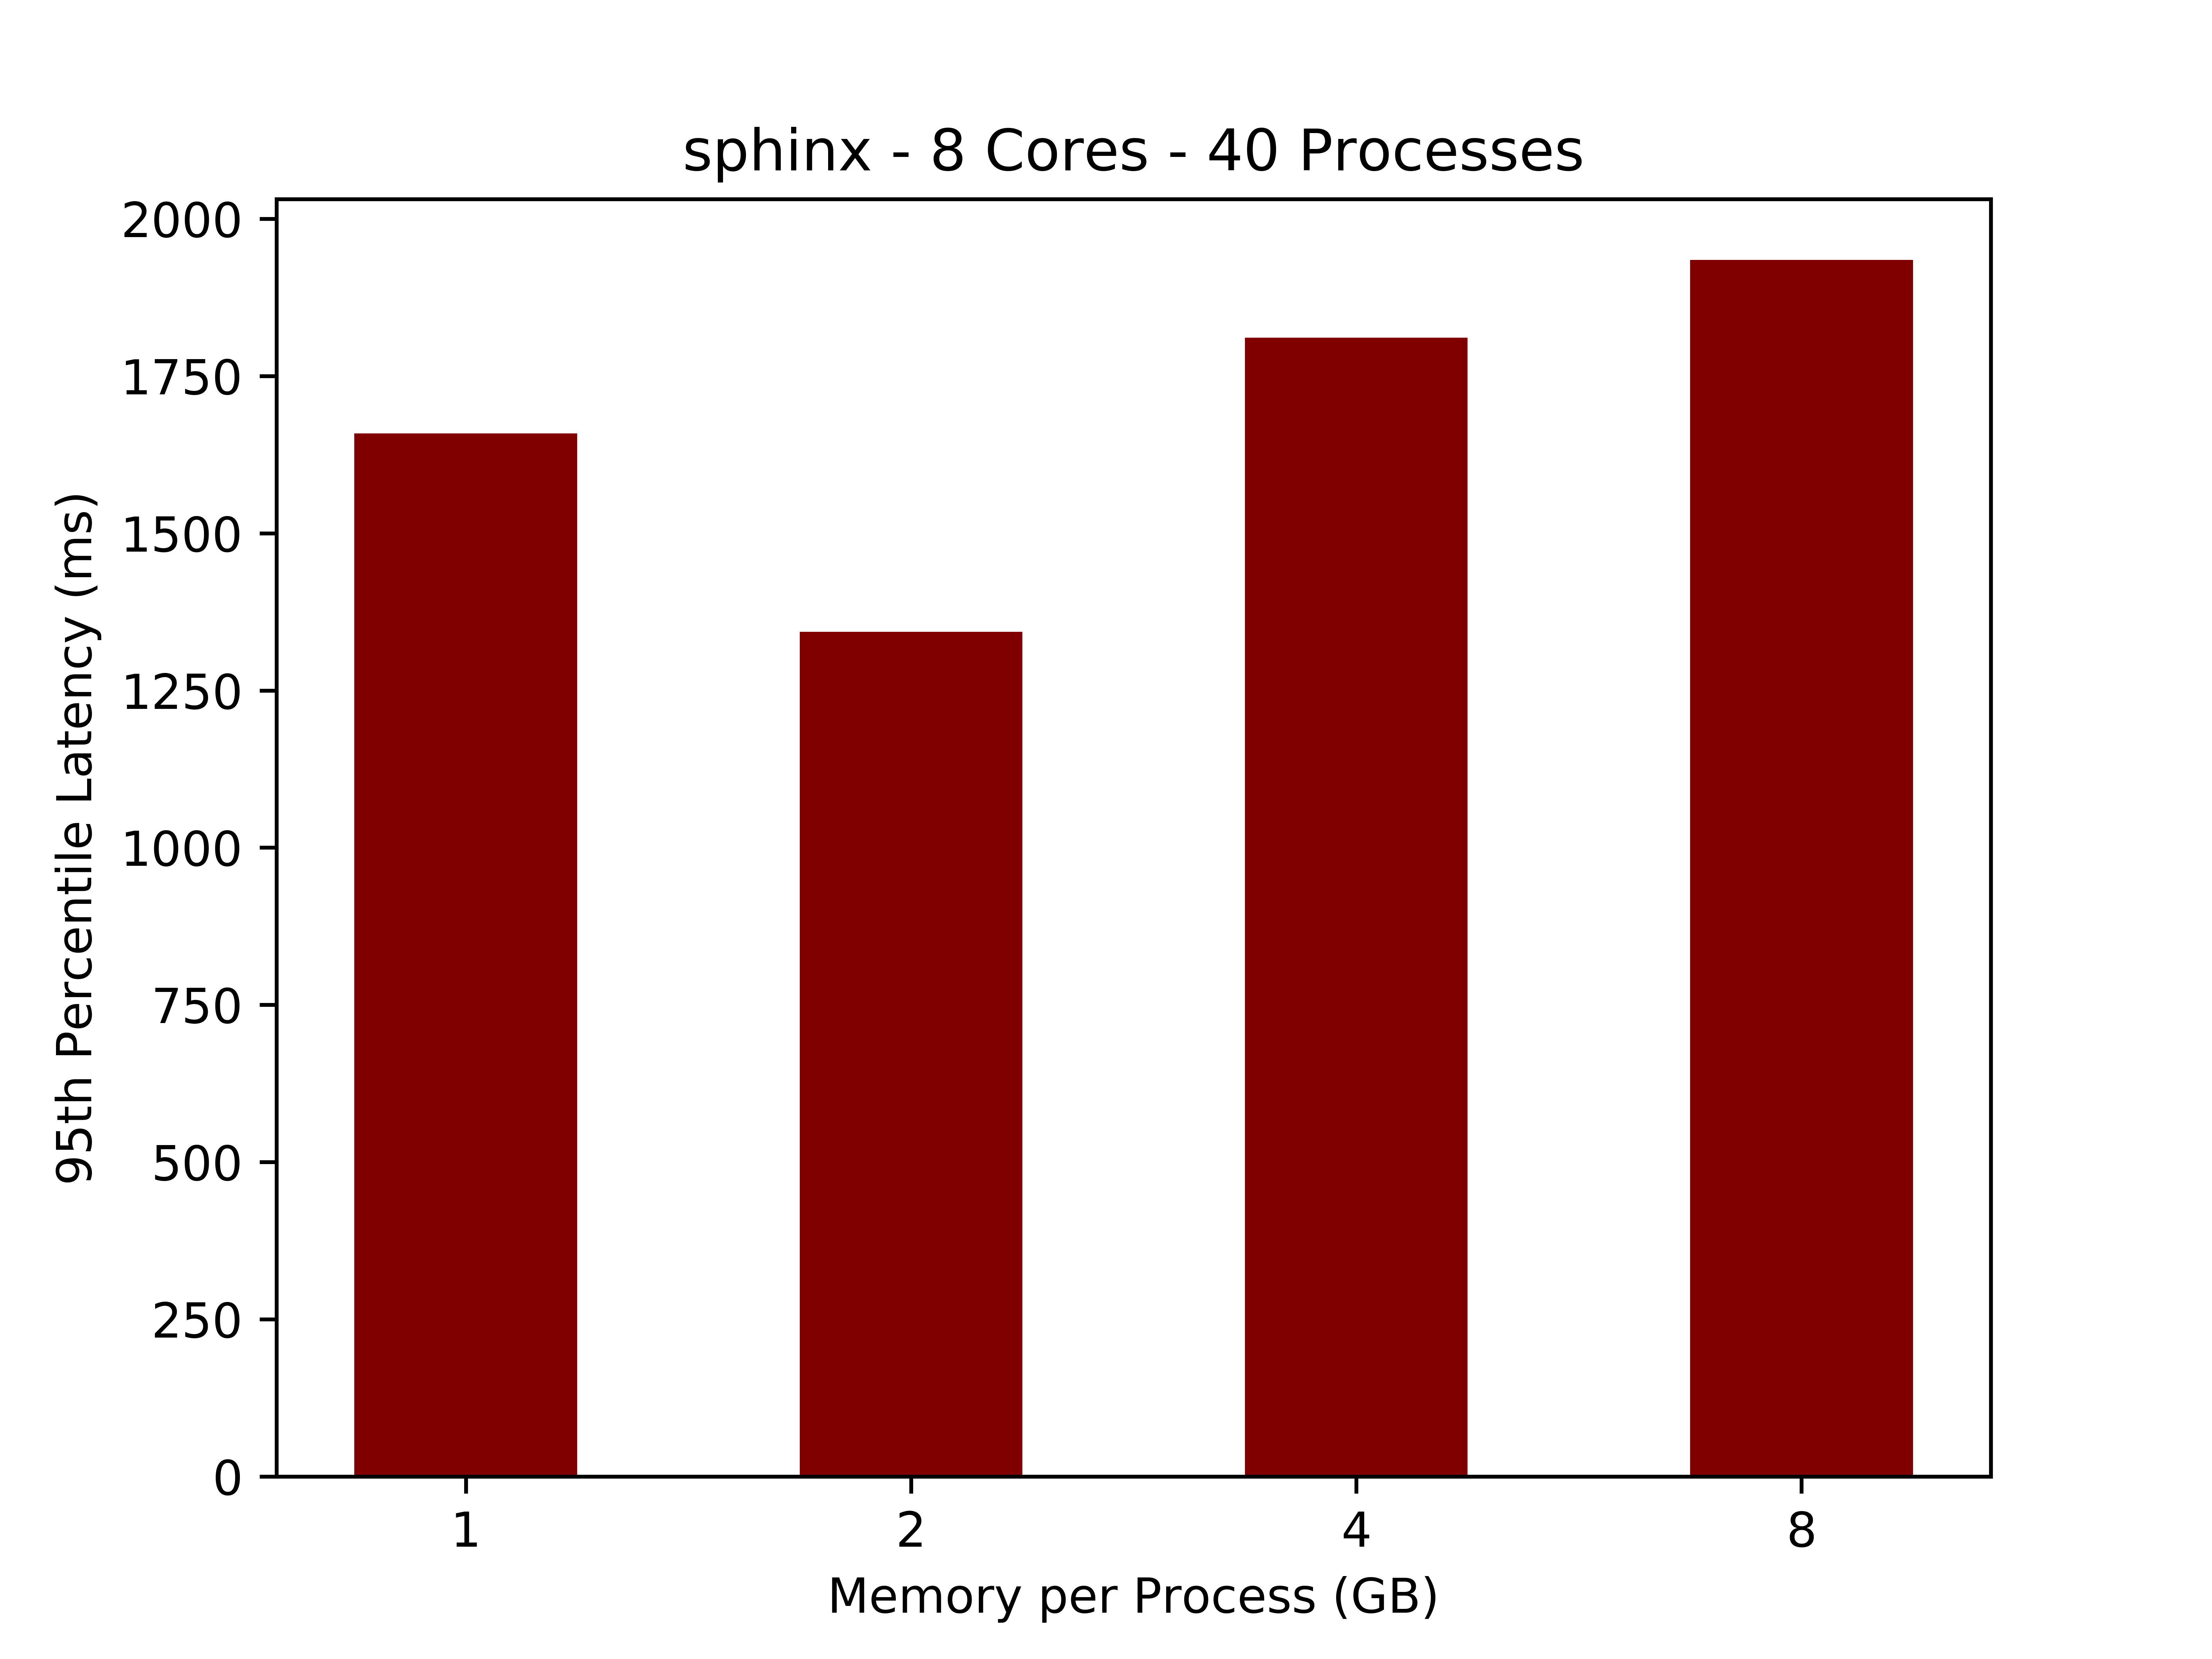 sphinx - 8 Cores - 40 Processes
95th Percentile Latency (ms)
2000
1750
1500
1250
1000
750
500
250
0
1 2 4 8
Memory per Process (GB)